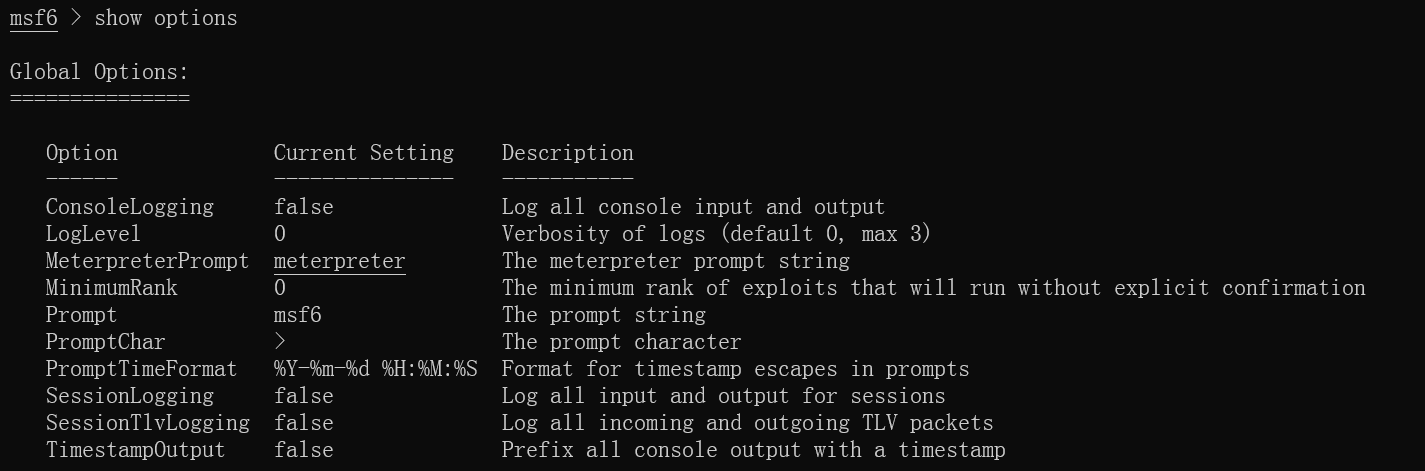 msf6 > show options
Global Options:
===============
Option Current Setting Description
------ --------------- -----------
ConsoleLogging false Log all console input and output
LogLevel 0 Verbosity of logs (default 0, max 3)
MeterpreterPrompt meterpreter The meterpreter prompt string
MinimumRank 0 The minimum rank of exploits that will run without explicit confirmation
Prompt msf6 The prompt string
PromptChar > The prompt character
PromptTimeFormat %Y-%m-%d %H:%M:%S Format for timestamp escapes in prompts
SessionLogging false Log all input and output for sessions
SessionTlvLogging false Log all incoming and outgoing TLV packets
TimestampOutput false Prefix all console output with a timestamp